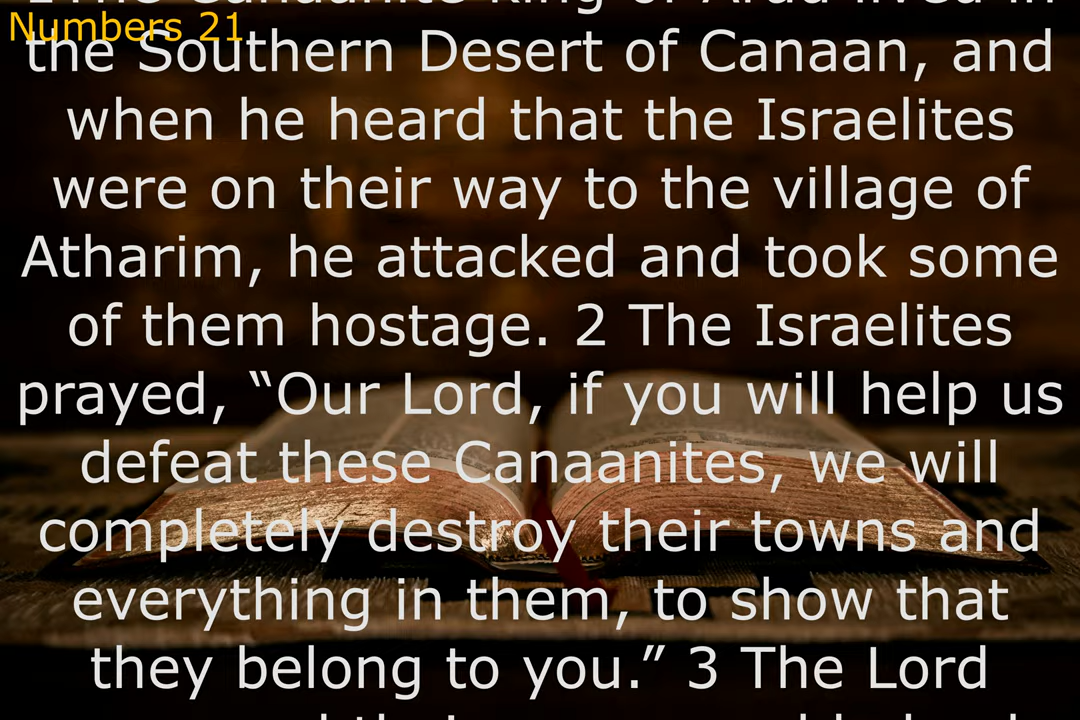 Numbers 21
the Southern Desert of Canaan, and
when he heard that the Israelites
were on their way to the village of
Atharim, he attacked and took some
of them hostage. 2 The Israelites
prayed, “Our Lord, if you will help us
defeat these Canaanites, we will
completely destroy their towns and
everything in them, to show that
they belong to you.” 3 The Lord